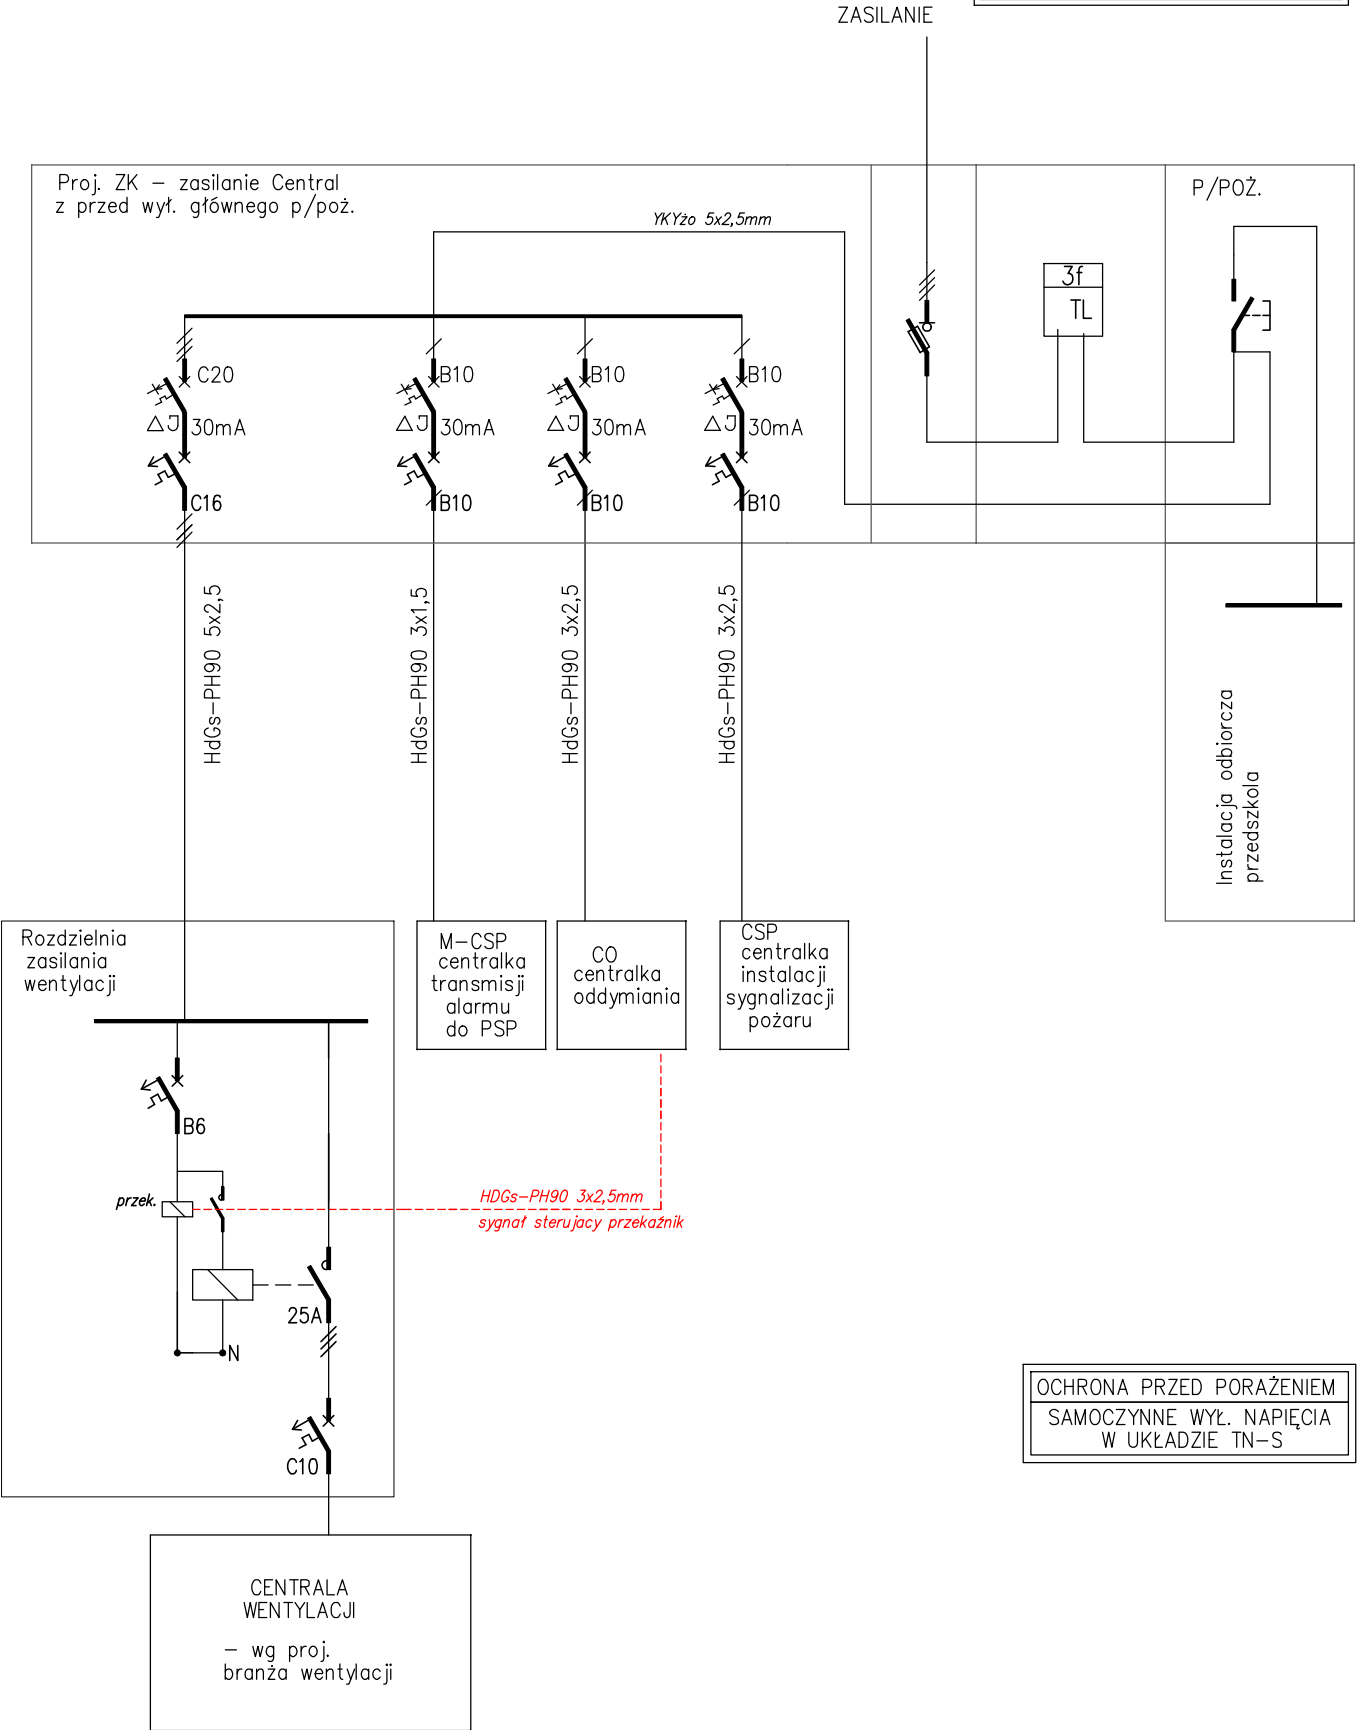 ZASILANIE
Proj. ZK – zasilanie Central
z przed wył. głównego p/poż.
YKYżo 5x2,5mm
P/POŻ.
3f
TL
C20
B10
B10
B10
ΔJ 30mA
ΔJ 30mA
ΔJ 30mA
ΔJ 30mA
C16
B10
B10
B10
HdGs–PH90 5x2,5
HdGs–PH90 3x1,5
HdGs–PH90 3x2,5
HdGs–PH90 3x2,5
Instalacja odbiorcza
przedszkola
Rozdzielnia
zasilania
wentylacji
M–CSP
centralka
transmisji
alarmu
do PSP
CO
centralka
oddymiania
CSP
centralka
instalacji
sygnalizacji
pożaru
B6
przek.
HDGs–PH90 3x2,5mm
sygnał sterujacy przekaźnik
25A
N
C10
OCHRONA PRZED PORAŻENIEM
SAMOCZYNNE WYŁ. NAPIĘCIA
W UKŁADZIE TN–S
CENTRALA
WENTYLACJI
– wg proj.
branża wentylacji